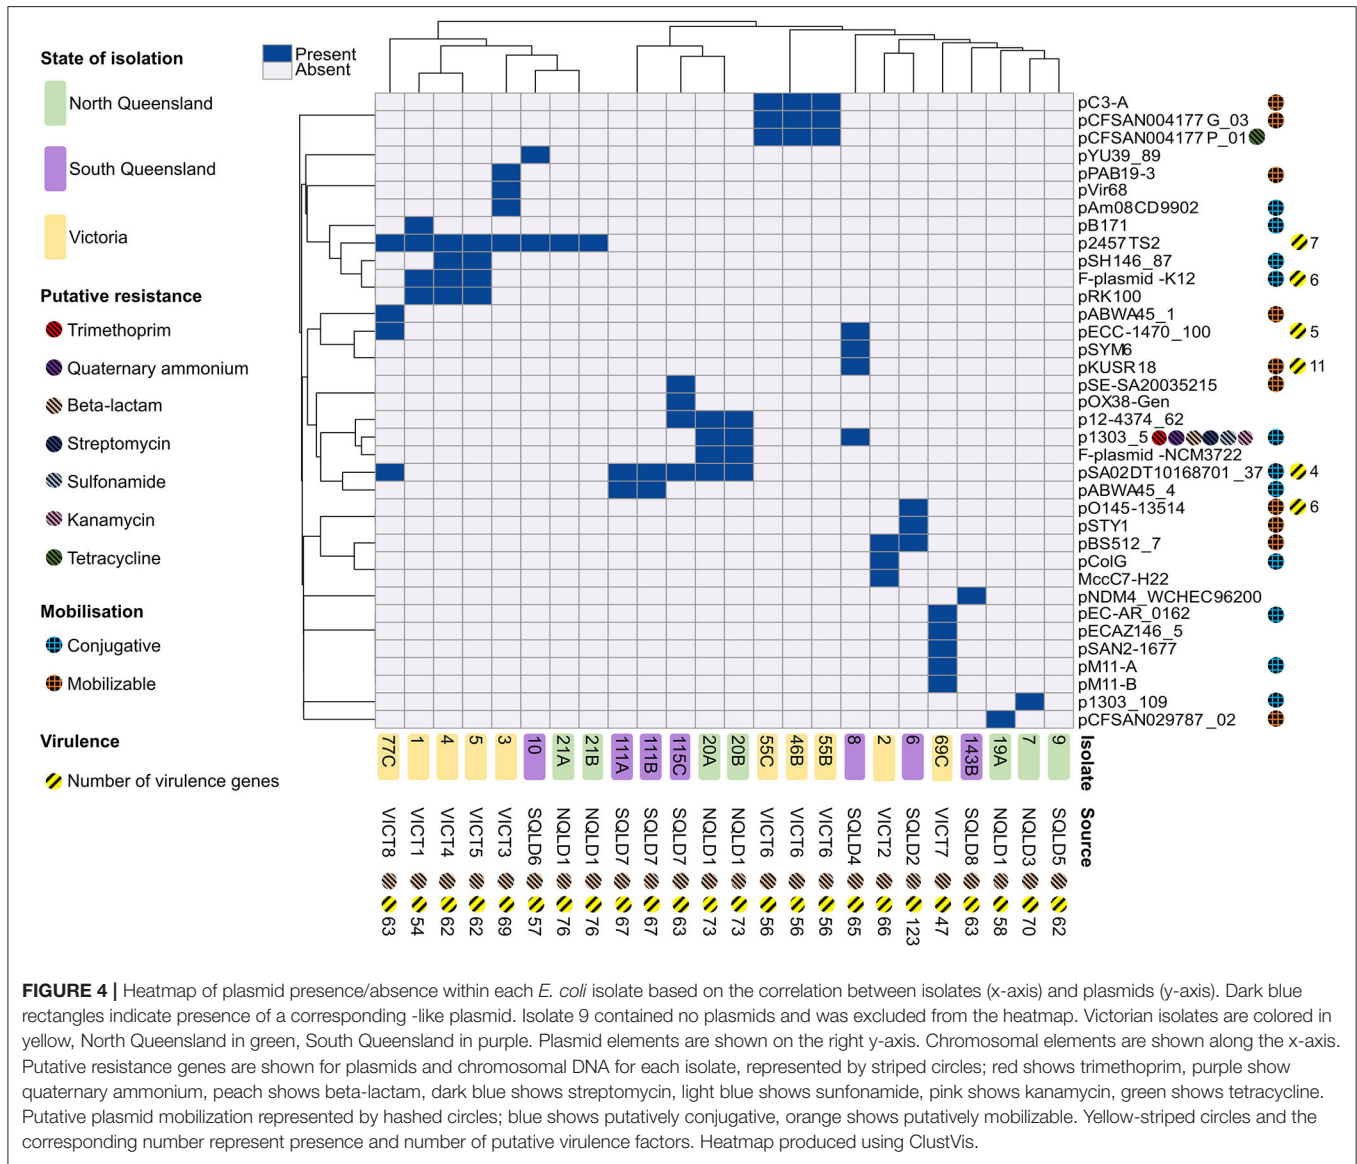 State of isolation
North Queensland
South Queensland
Victoria
Putative resistance
Trimethoprim
Quaternary ammonium
Beta-lactam
Streptomycin
Sulfonamide
Kanamycin
Tetracycline
Mobilisation
Conjugative
Mobilizable
Virulence
Number of virulence genes
Present
Absent
pC3-A
pCFSAN004177 G_03
pCFSAN004177 P_01
pYU39_89
pPAB19-3
pVir68
pAm08CD9902
pB171
p2457TS2 7
pSH146_87
F-plasmid -K12 6
pRK100
pABWA45_1
pECC-1470_100 5
pSYM6
pKUSR18 11
pSE-SA20035215
pOX38-Gen
p12-4374_62
p1303_5
F-plasmid -NCM3722
pSA02DT10168701_37 4
pABWA45_4
pO145-13514 6
pSTY1
pBS512_7
pColG
MccC7-H22
pNDM4_WCHEC96200
pEC-AR_0162
pECAZ146_5
pSAN2-1677
pM11-A
pM11-B
p1303_109
pCFSAN029787_02
77C 1 4 5 3 10 21A 21B 111A 111B 115C 20A 20B 55C 46B 55B 8 2 6 69C 143B 19A 7 9 Isolate
VICT8 VICT1 VICT4 VICT5 VICT3 SQLD6 NQLD1 NQLD1 SQLD7 SQLD7 SQLD7 NQLD1 NQLD1 VICT6 VICT6 VICT6 SQLD4 VICT2 SQLD2 VICT7 SQLD8 NQLD1 NQLD3 SQLD5 Source
63 54 62 62 69 57 76 76 67 67 63 73 73 56 56 56 65 66 123 47 63 58 70 62
FIGURE 4 | Heatmap of plasmid presence/absence within each E. coli isolate based on the correlation between isolates (x-axis) and plasmids (y-axis). Dark blue
rectangles indicate presence of a corresponding -like plasmid. Isolate 9 contained no plasmids and was excluded from the heatmap. Victorian isolates are colored in
yellow, North Queensland in green, South Queensland in purple. Plasmid elements are shown on the right y-axis. Chromosomal elements are shown along the x-axis.
Putative resistance genes are shown for plasmids and chromosomal DNA for each isolate, represented by striped circles; red shows trimethoprim, purple show
quaternary ammonium, peach shows beta-lactam, dark blue shows streptomycin, light blue shows sunfonamide, pink shows kanamycin, green shows tetracycline.
Putative plasmid mobilization represented by hashed circles; blue shows putatively conjugative, orange shows putatively mobilizable. Yellow-striped circles and the
corresponding number represent presence and number of putative virulence factors. Heatmap produced using ClustVis.